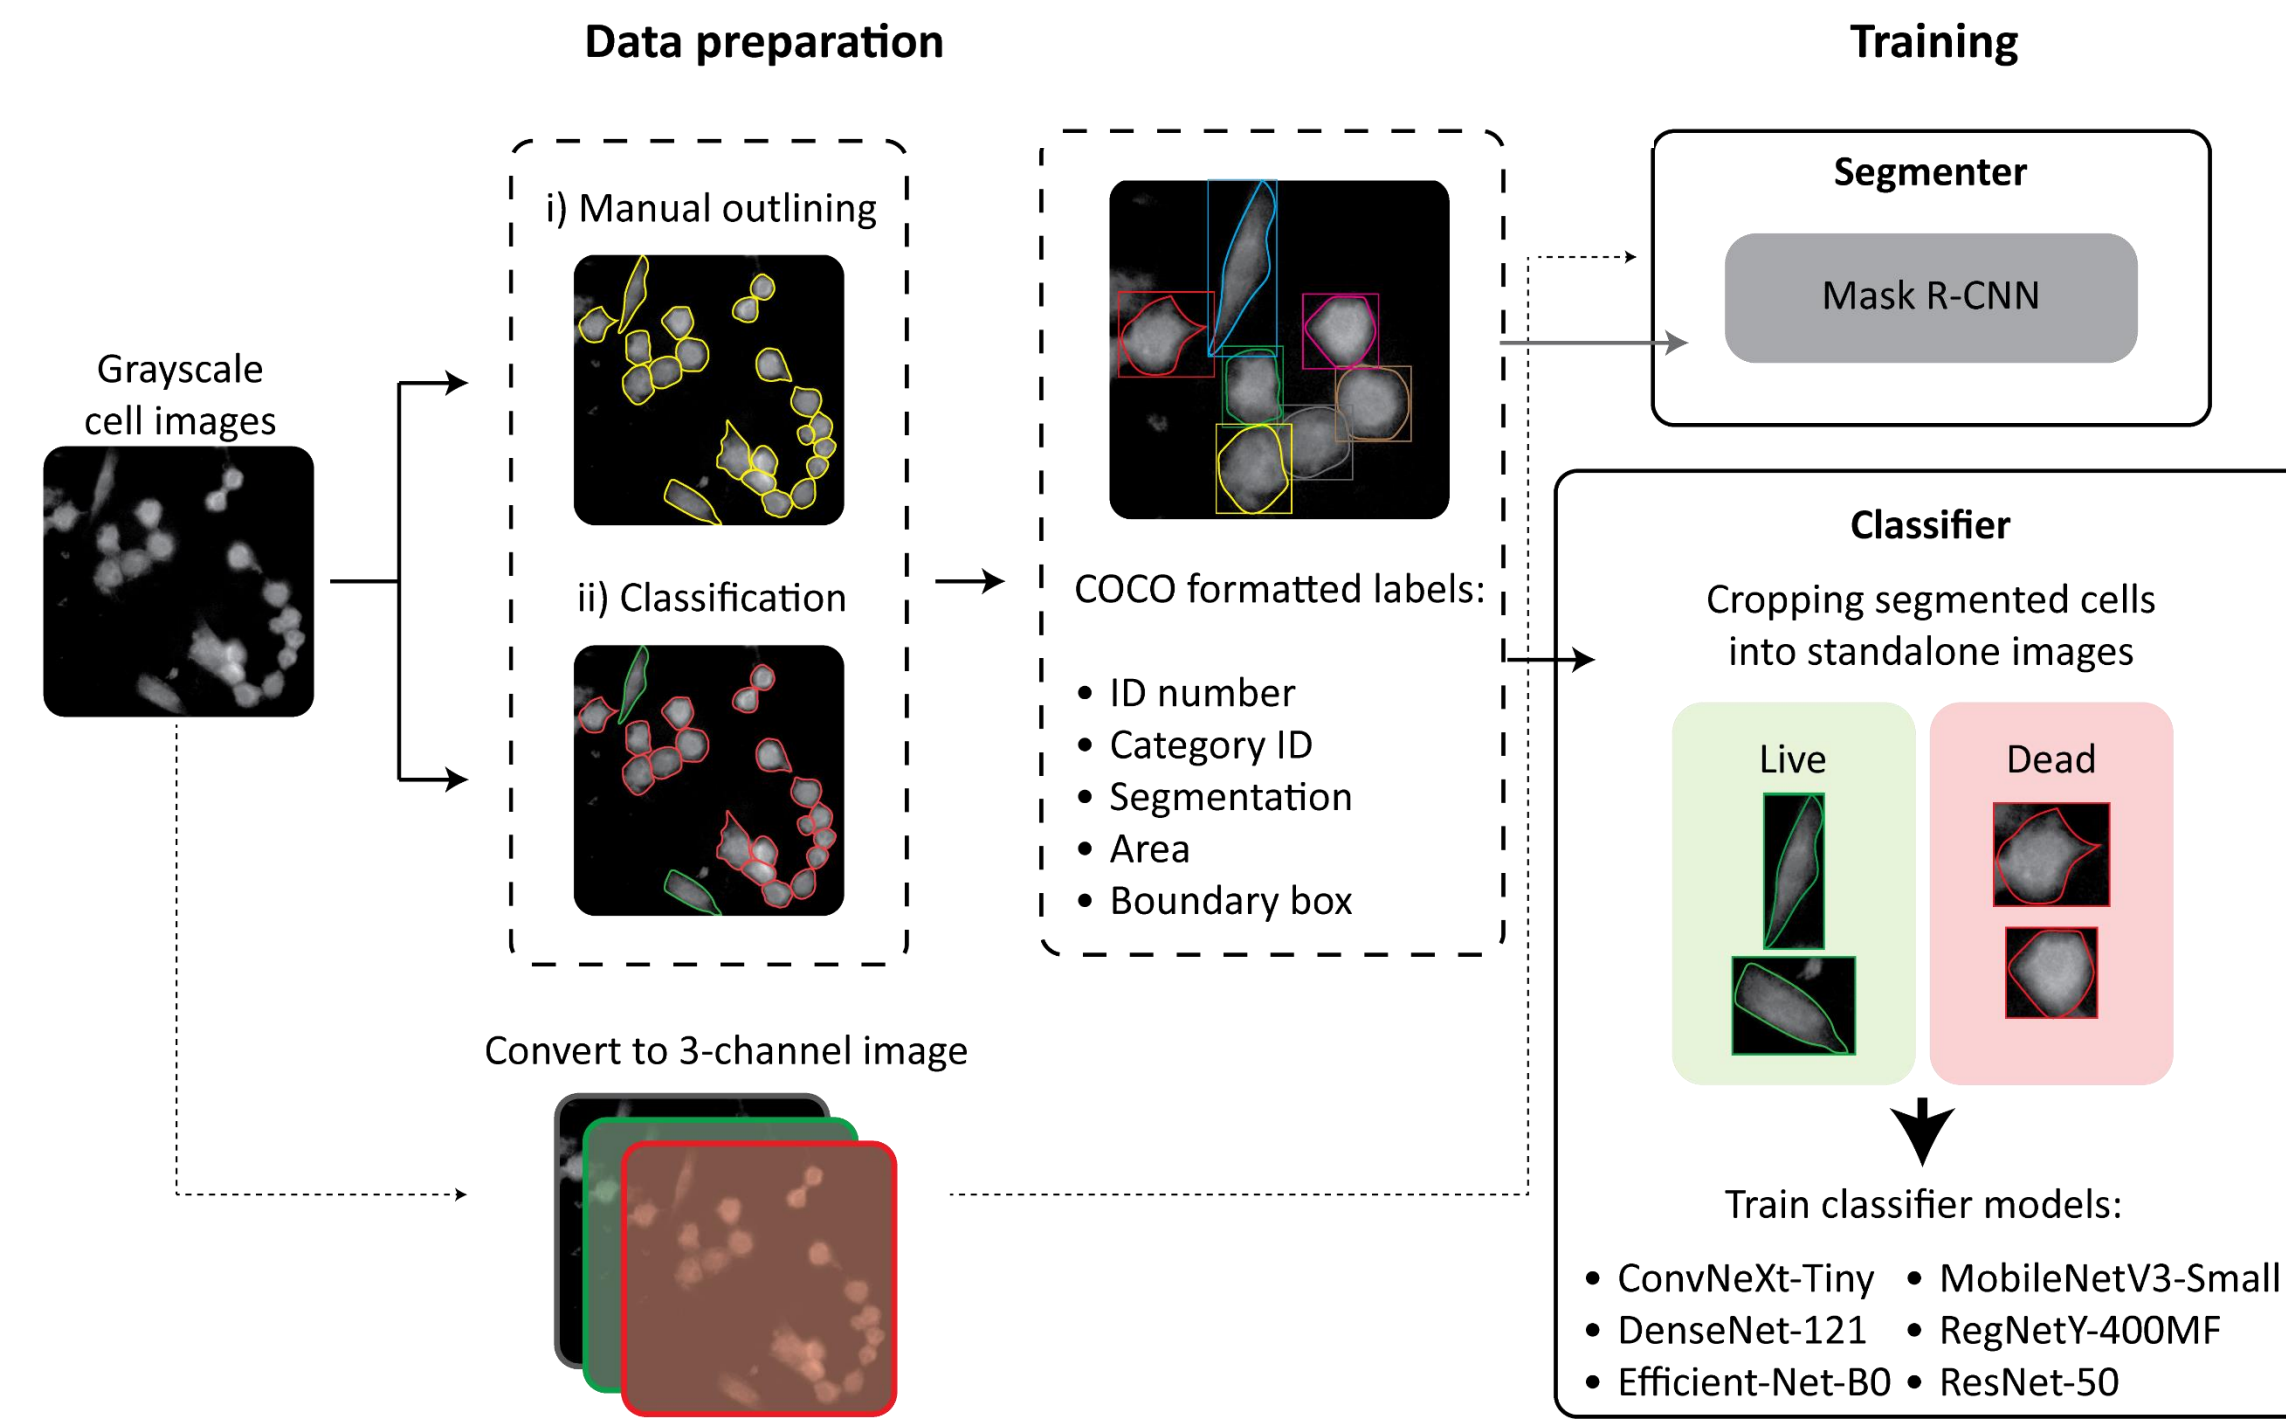 Data preparation
Training
Grayscale
cell images
i) Manual outlining
ii) Classification
Convert to 3-channel image
COCO formatted labels:
• ID number
• Category ID
• Segmentation
• Area
• Boundary box
Segmenter
Mask R-CNN
Classifier
Cropping segmented cells
into standalone images
Live
Dead
Train classifier models:
• ConvNeXt-Tiny
• DenseNet-121
• Efficient-Net-B0
• MobileNetV3-Small
• RegNetY-400MF
• ResNet-50